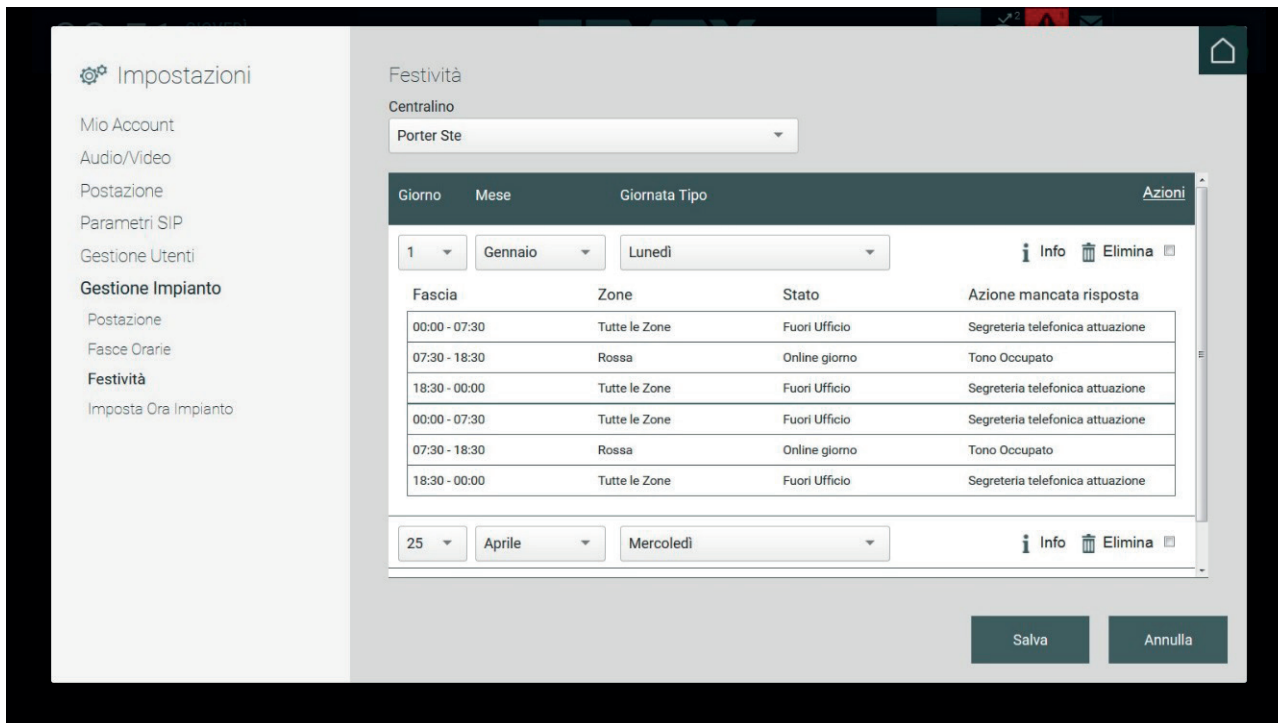 Impostazioni
Mio Account
Audio/Video
Postazione
Parametri SIP
Gestione Utenti
Gestione Impianto
Postazione
Fasce Orarie
Festività
Imposta Ora Impianto
Festività
Centralino
Porter Ste
Giorno Mese Giornata Tipo Azioni
1 Gennaio Lunedì Info Elimina
Fascia Zone Stato Azione mancata risposta
00:00 - 07:30 Tutte le Zone Fuori Ufficio Segreteria telefonica attuazione
07:30 - 18:30 Rossa Online giorno Tono Occupato
18:30 - 00:00 Tutte le Zone Fuori Ufficio Segreteria telefonica attuazione
00:00 - 07:30 Tutte le Zone Fuori Ufficio Segreteria telefonica attuazione
07:30 - 18:30 Rossa Online giorno Tono Occupato
18:30 - 00:00 Tutte le Zone Fuori Ufficio Segreteria telefonica attuazione
25 Aprile Mercoledì Info Elimina
Salva Annulla